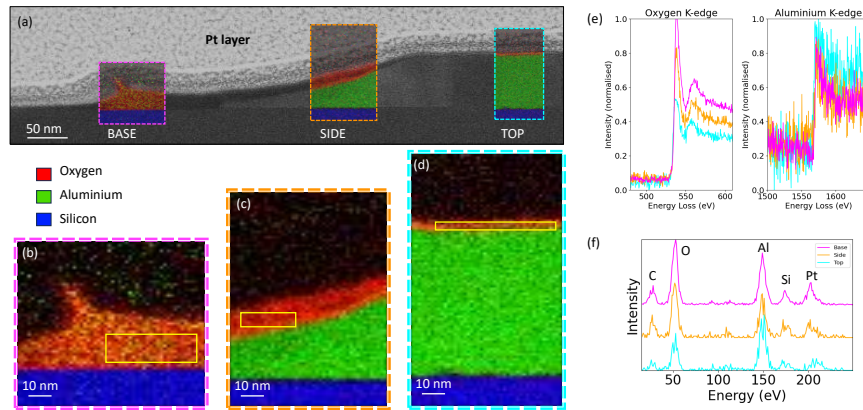 (a)
Pt layer
50 nm
BASE
SIDE
TOP
Oxygen
Aluminium
Silicon
(b)
10 nm
(c)
10 nm
(d)
10 nm
(e)
Oxygen K-edge
Intensity (normalised)
1.0
0.8
0.6
0.4
0.2
0.0
500
550
600
Energy Loss (eV)
Aluminium K-edge
Intensity (normalised)
1.0
0.8
0.6
0.4
0.2
0.0
1500
1550
1600
Energy Loss (eV)
(f)
Intensity
C
O
Al
Si
Pt
Base
Side
Top
50
100
150
200
Energy (eV)